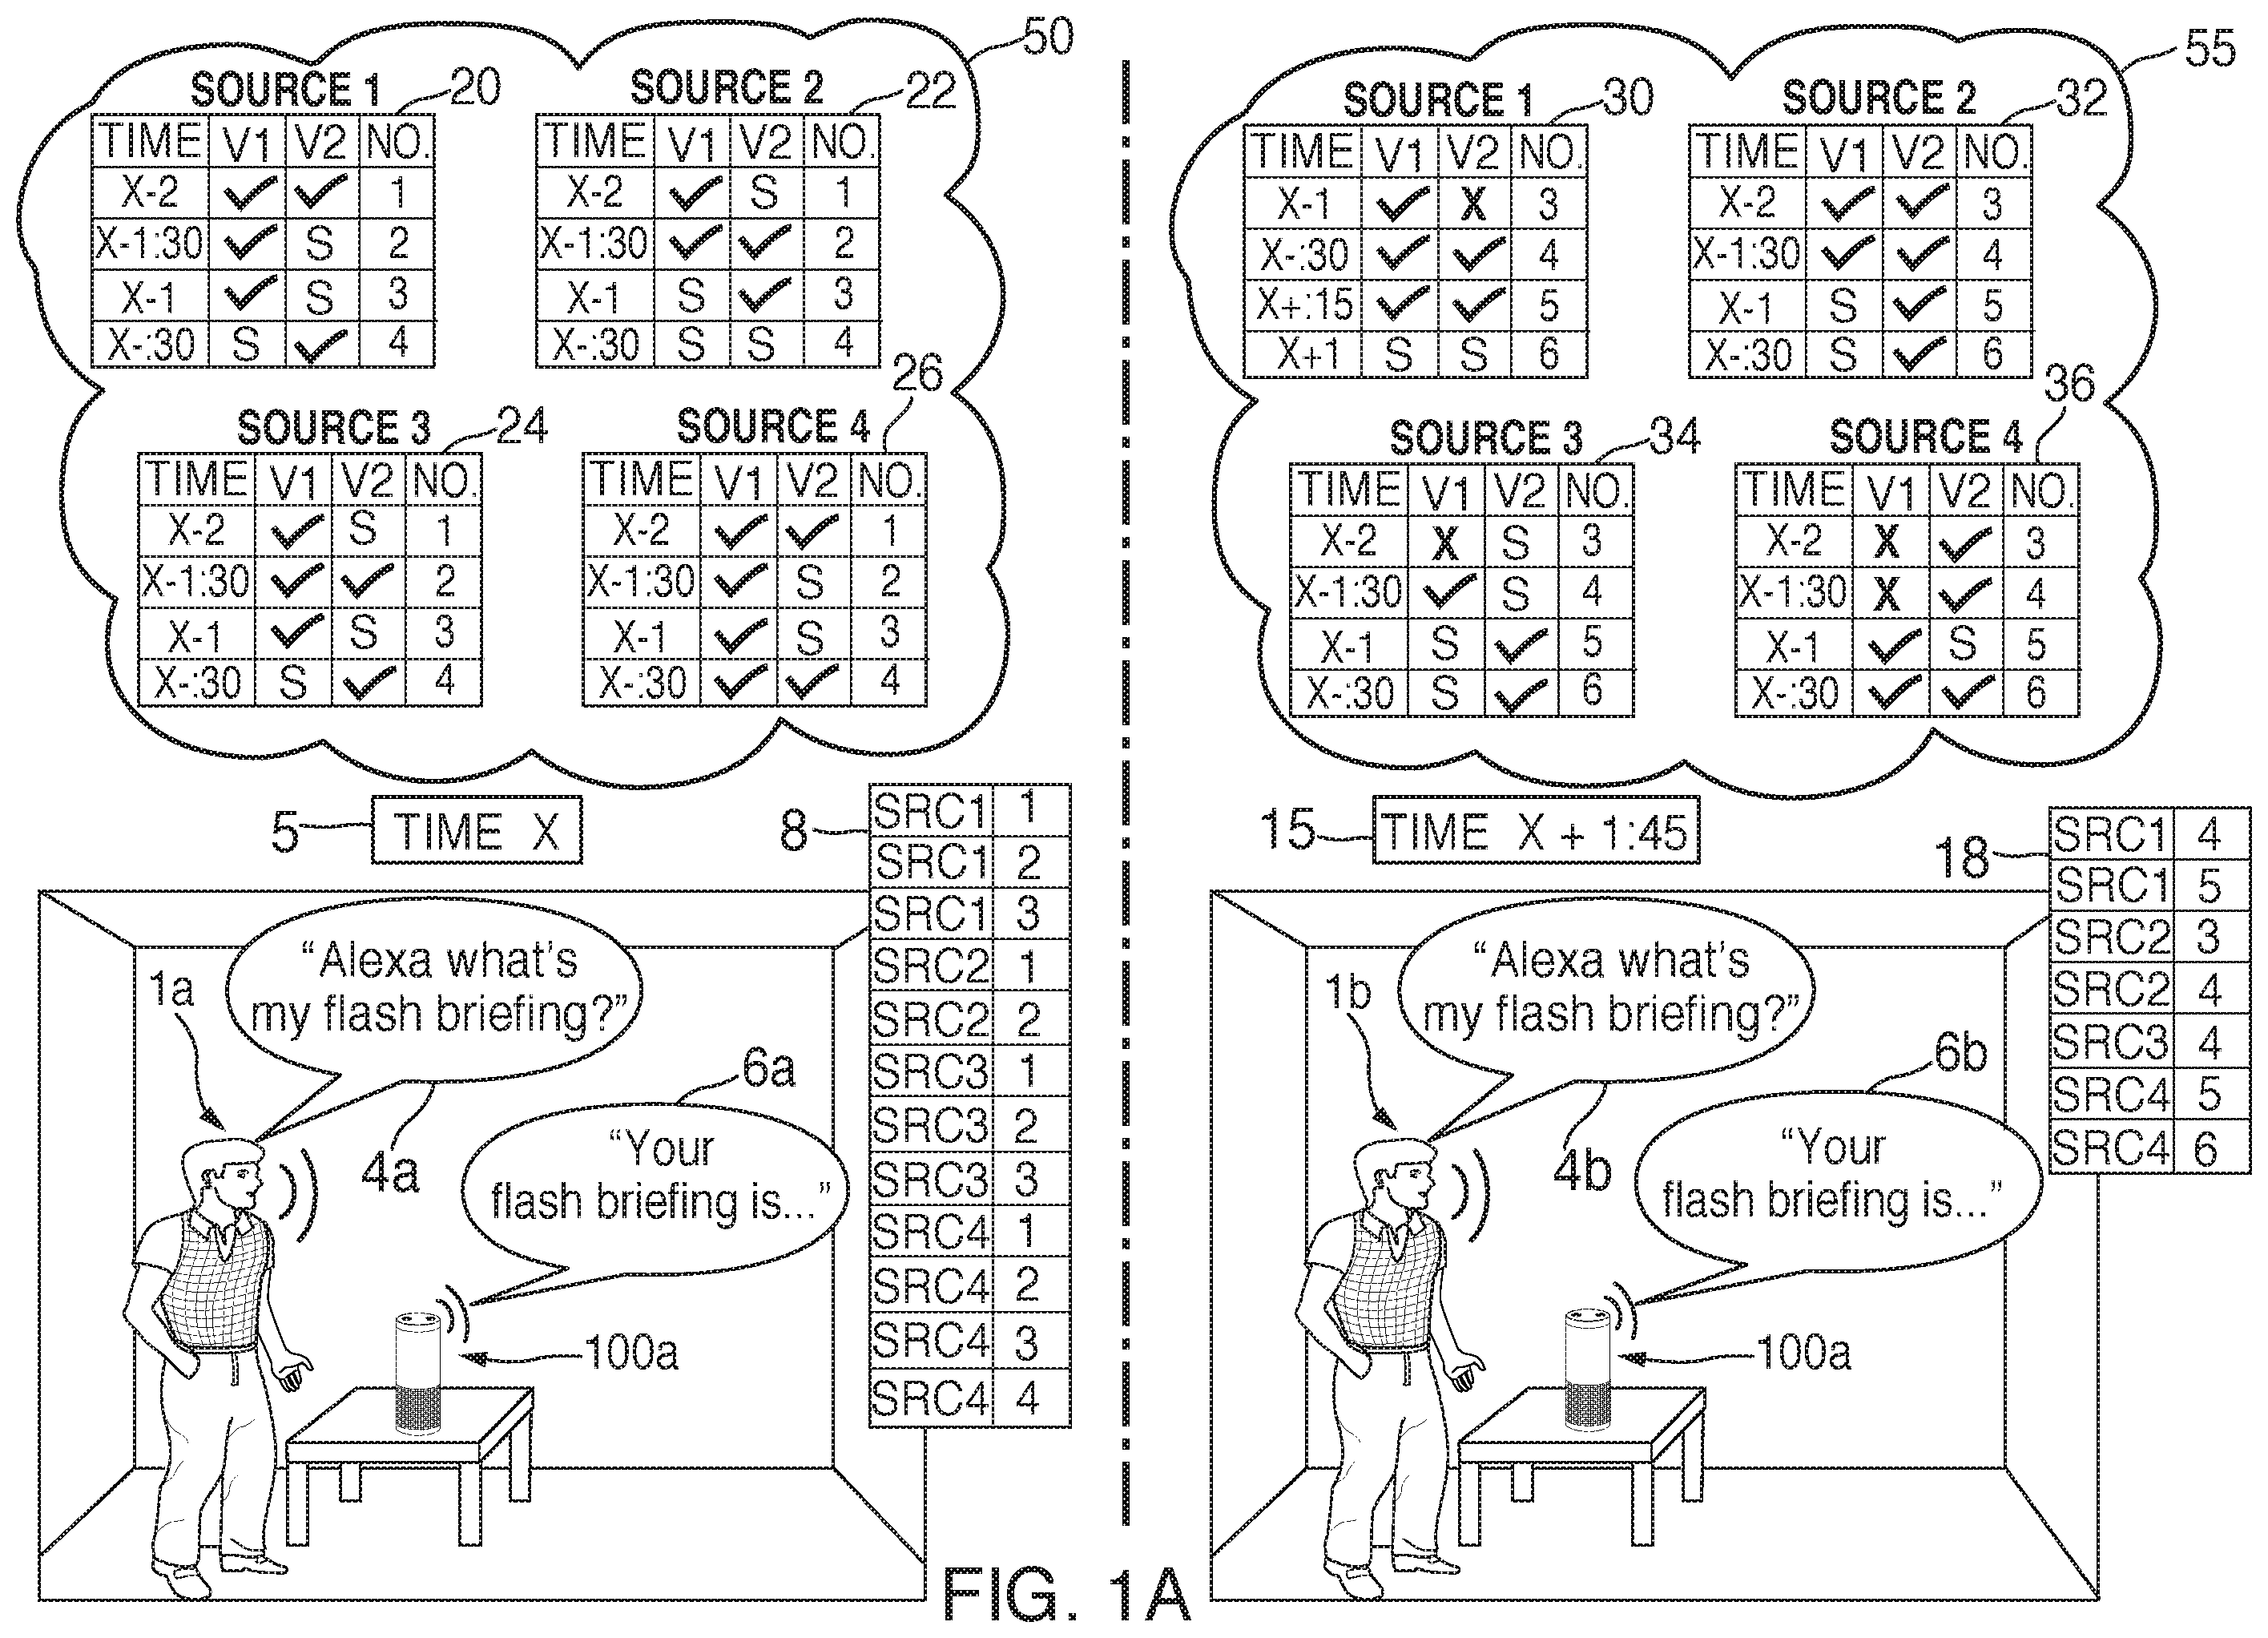 50
SOURCE 1 20
TIME V1 V2 NO.
X-2 ✓ ✓ 1
X-1:30 ✓ S 2
X-1 ✓ S 3
X-:30 S ✓ 4
SOURCE 2 22
TIME V1 V2 NO.
X-2 ✓ S 1
X-1:30 ✓ ✓ 2
X-1 S ✓ 3
X-:30 S S 4
SOURCE 3 24
TIME V1 V2 NO.
X-2 ✓ S 1
X-1:30 ✓ ✓ 2
X-1 ✓ S 3
X-:30 S ✓ 4
SOURCE 4 26
TIME V1 V2 NO.
X-2 ✓ ✓ 1
X-1:30 ✓ S 2
X-1 ✓ S 3
X-:30 ✓ ✓ 4
5 TIME X
8
SRC1 1
SRC1 2
SRC1 3
SRC2 1
SRC2 2
SRC3 1
SRC3 2
SRC3 3
SRC4 1
SRC4 2
SRC4 3
SRC4 4
1a
“Alexa what's
my flash briefing?”
4a
6a
“Your
flash briefing is...”
100a
55
SOURCE 1 30
TIME V1 V2 NO.
X-1 ✓ X 3
X-:30 ✓ ✓ 4
X+:15 ✓ ✓ 5
X+1 S S 6
SOURCE 2 32
TIME V1 V2 NO.
X-2 ✓ ✓ 3
X-1:30 ✓ ✓ 4
X-1 S ✓ 5
X-:30 S ✓ 6
SOURCE 3 34
TIME V1 V2 NO.
X-2 X S 3
X-1:30 ✓ S 4
X-1 S ✓ 5
X-:30 S ✓ 6
SOURCE 4 36
TIME V1 V2 NO.
X-2 X ✓ 3
X-1:30 X ✓ 4
X-1 ✓ S 5
X-:30 ✓ ✓ 6
15 TIME X + 1:45
18
SRC1 4
SRC1 5
SRC2 3
SRC2 4
SRC3 4
SRC4 5
SRC4 6
1b
“Alexa what's
my flash briefing?”
4b
6b
“Your
flash briefing is...”
100a
FIG. 1A